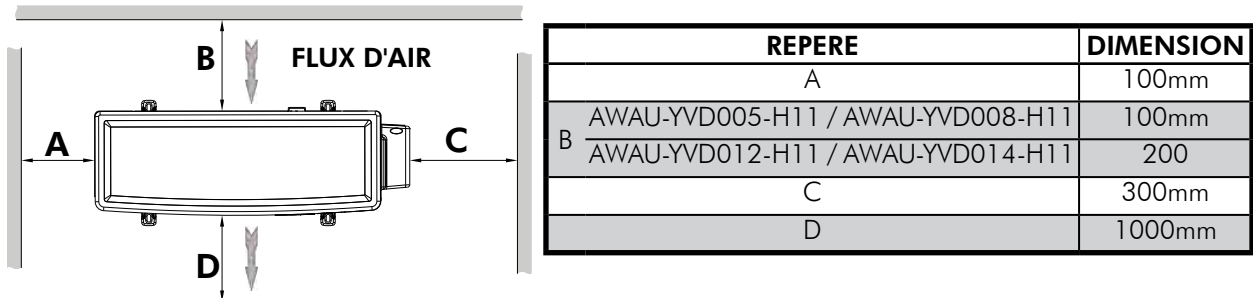 B
FLUX D'AIR
A
C
D
REPERE DIMENSION
A 100mm
B AWAU-YVD005-H11 / AWAU-YVD008-H11 100mm
AWAU-YVD012-H11 / AWAU-YVD014-H11 200
C 300mm
D 1000mm